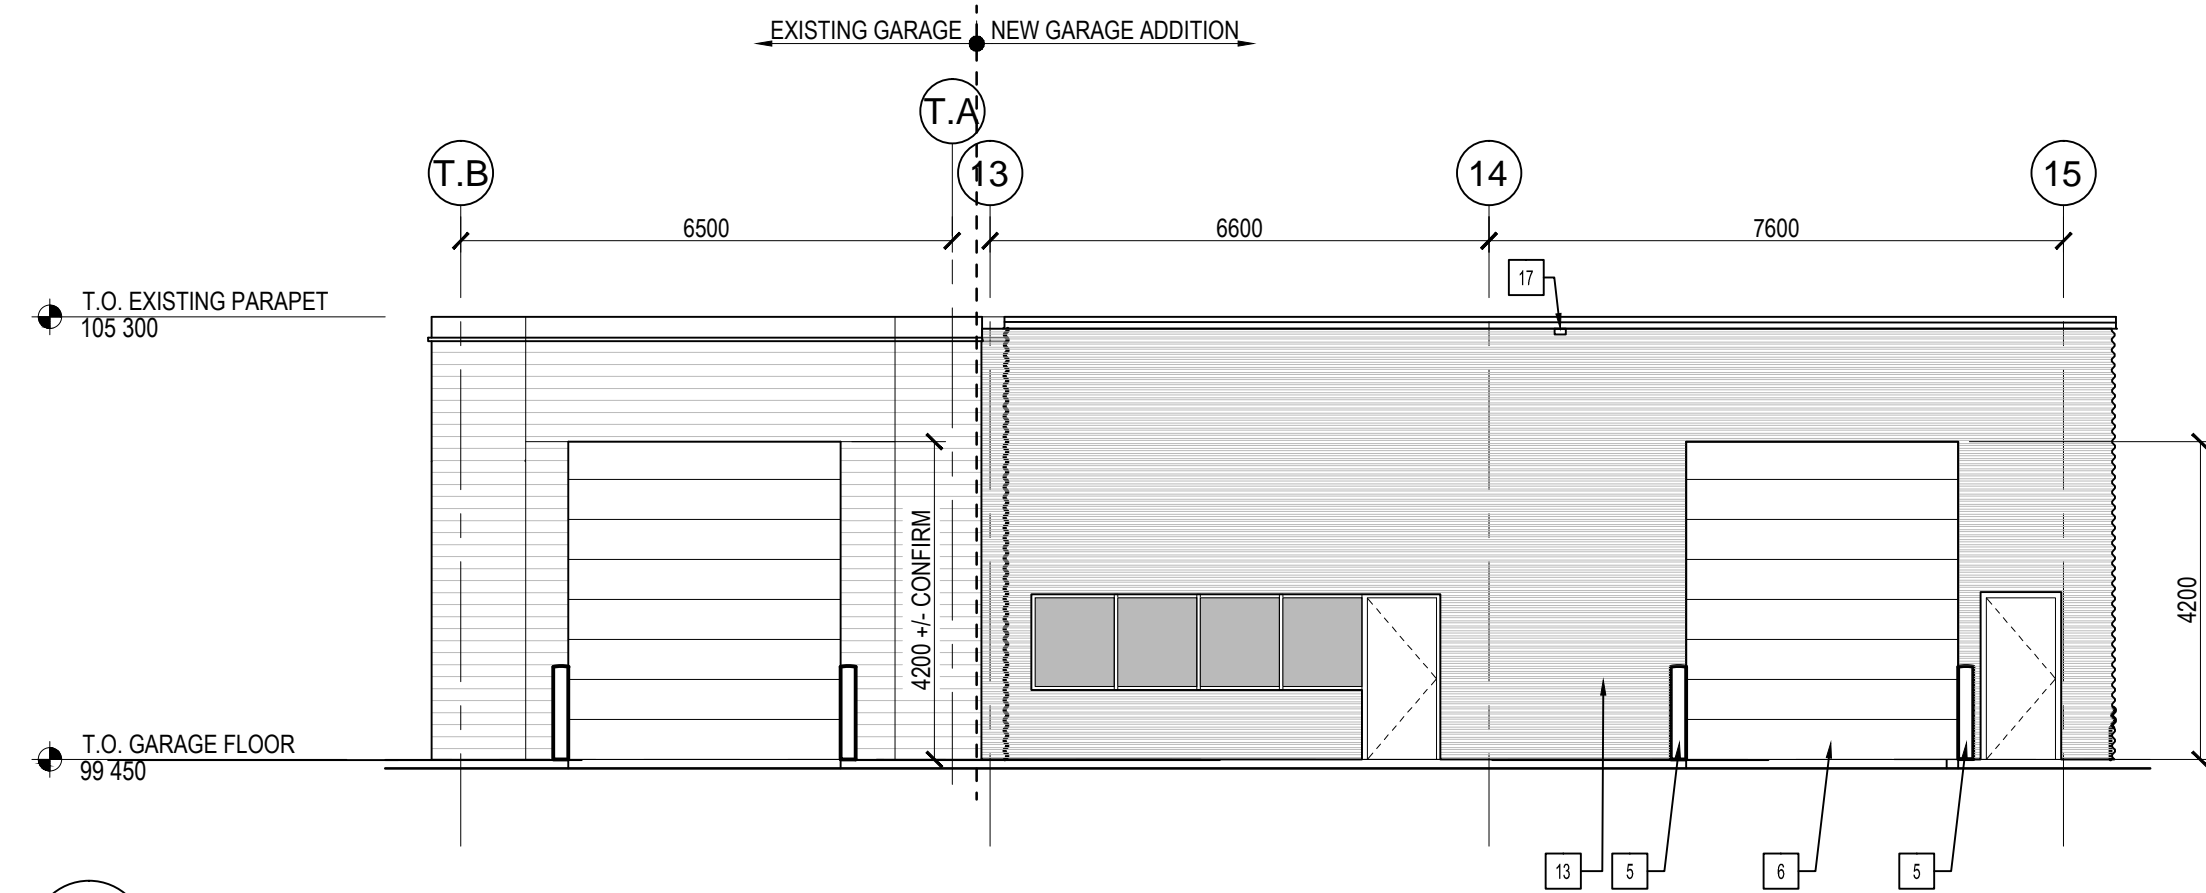 EXISTING GARAGE
NEW GARAGE ADDITION
T.A
T.B
13
14
15
6500
6600
7600
17
T.O. EXISTING PARAPET
105 300
4200 +/- CONFIRM
4200
T.O. GARAGE FLOOR
99 450
13
5
6
5